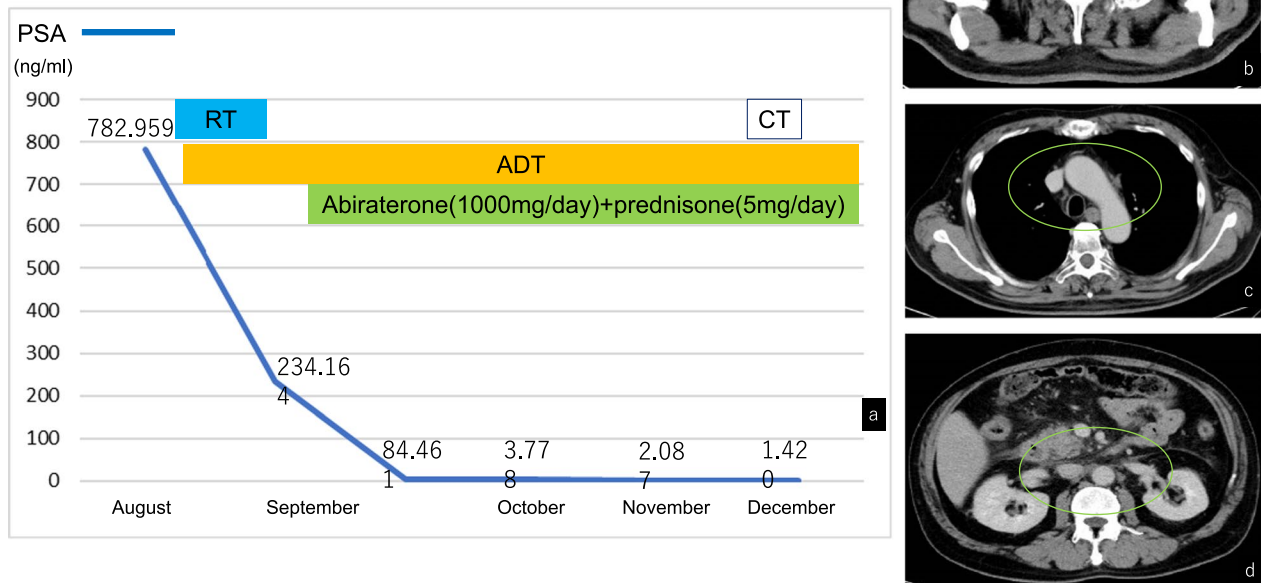 PSA
(ng/ml)
900
800
700
600
500
400
300
200
100
0
782.959
RT
CT
ADT
Abiraterone(1000mg/day)+prednisone(5mg/day)
234.16
4
84.46
1
3.77
8
2.08
7
1.42
0
August
September
October
November
December
a
b
c
d